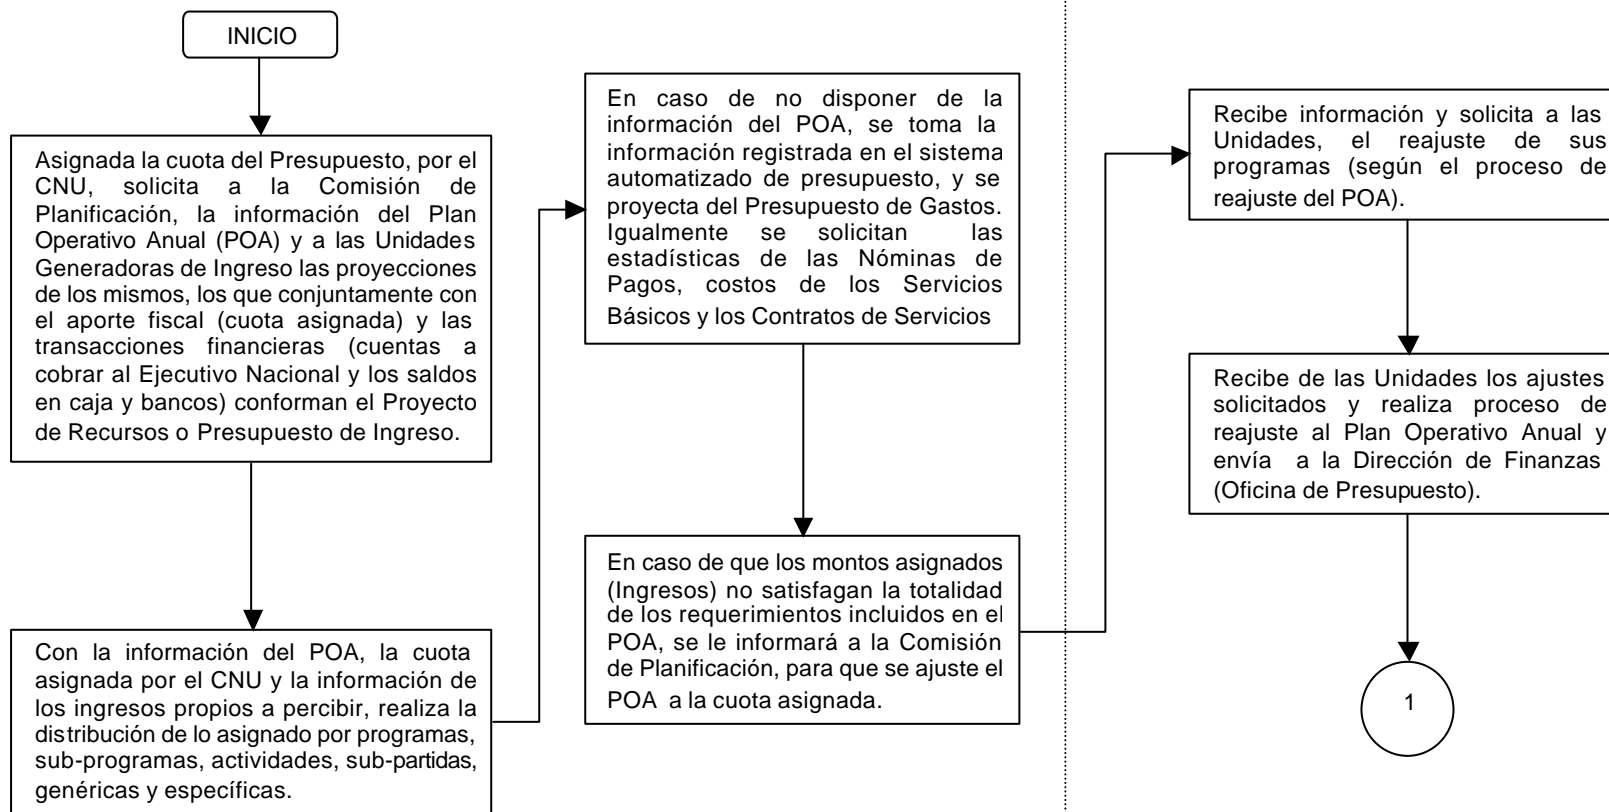 INICIO
Asignada la cuota del Presupuesto, por el
CNU, solicita a la Comisión de
Planificación, la información del Plan
Operativo Anual (POA) y a las Unidades
Generadoras de Ingreso las proyecciones
de los mismos, los que conjuntamente con
el aporte fiscal (cuota asignada) y las
transacciones financieras (cuentas a
cobrar al Ejecutivo Nacional y los saldos
en caja y bancos) conforman el Proyecto
de Recursos o Presupuesto de Ingreso.
Con la información del POA, la cuota
asignada por el CNU y la información de
los ingresos propios a percibir, realiza la
distribución de lo asignado por programas,
sub-programas, actividades, sub-partidas,
genéricas y específicas.
En caso de no disponer de la
información del POA, se toma la
información registrada en el sistema
automatizado de presupuesto, y se
proyecta del Presupuesto de Gastos.
Igualmente se solicitan las
estadísticas de las Nóminas de
Pagos, costos de los Servicios
Básicos y los Contratos de Servicios
En caso de que los montos asignados
(Ingresos) no satisfagan la totalidad
de los requerimientos incluidos en el
POA, se le informará a la Comisión
de Planificación, para que se ajuste el
POA a la cuota asignada.
Recibe información y solicita a las
Unidades, el reajuste de sus
programas (según el proceso de
reajuste del POA).
Recibe de las Unidades los ajustes
solicitados y realiza proceso de
reajuste al Plan Operativo Anual y
envía a la Dirección de Finanzas
(Oficina de Presupuesto).
1